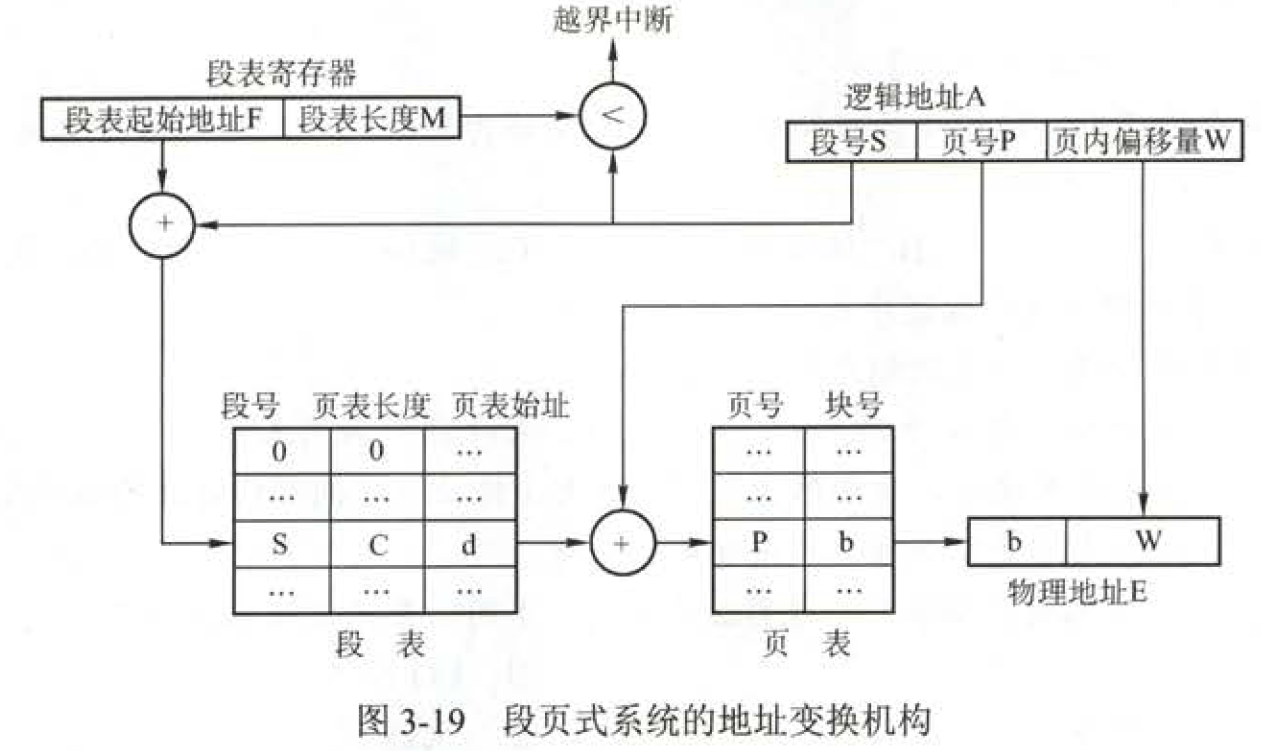 越界中断
段表寄存器
段表起始地址F 段表长度M
<
逻辑地址A
段号S 页号P 页内偏移量W
+
段号 页表长度 页表始址
0 0 …
… … …
S C d
… … …
段 表
+
页号 块号
… …
… …
P b
… …
页 表
b W
物理地址E
图 3-19 段页式系统的地址变换机构